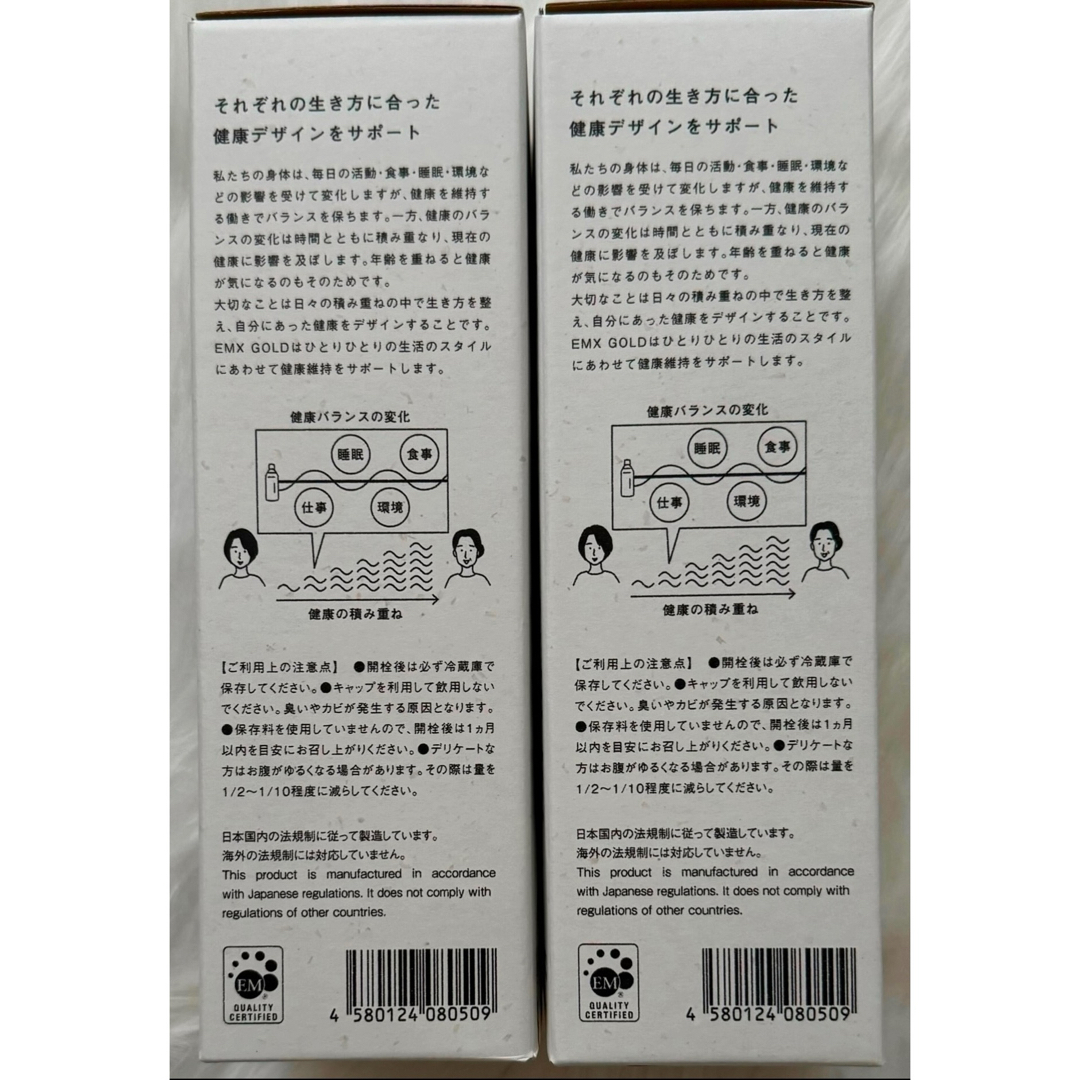 それぞれの生き方に合った
健康デザインをサポート
私たちの身体は、毎日の活動・食事・睡眠・環境な
どの影響を受けて変化しますが、健康を維持す
る働きでバランスを保ちます。一方、健康のバラ
ンスの変化は時間とともに積み重なり、現在の
健康に影響を及ぼします。年齢を重ねると健康
が気になるのもそのためです。
大切なことは日々の積み重ねの中で生き方を整
え、自分にあった健康をデザインすることです。
EMX GOLDはひとりひとりの生活のスタイル
にあわせて健康維持をサポートします。
健康バランスの変化
睡眠
食事
仕事
環境
健康の積み重ね
【ご利用上の注意点】 ●開栓後は必ず冷蔵庫で
保存してください。●キャップを利用して飲用しない
でください。臭いやカビが発生する原因となります。
●保存料を使用していませんので、開栓後は1ヵ月
以内を目安にお召し上がりください。●デリケートな
方はお腹がゆるくなる場合があります。その際は量を
1/2〜1/10程度に減らしてください。
日本国内の法規制に従って製造しています。
海外の法規制には対応していません。
This product is manufactured in accordance
with Japanese regulations. It does not comply with
regulations of other countries.
EM®
QUALITY
CERTIFIED
4 580124 080509
それぞれの生き方に合った
健康デザインをサポート
私たちの身体は、毎日の活動・食事・睡眠・環境な
どの影響を受けて変化しますが、健康を維持す
る働きでバランスを保ちます。一方、健康のバラ
ンスの変化は時間とともに積み重なり、現在の
健康に影響を及ぼします。年齢を重ねると健康
が気になるのもそのためです。
大切なことは日々の積み重ねの中で生き方を整
え、自分にあった健康をデザインすることです。
EMX GOLDはひとりひとりの生活のスタイル
にあわせて健康維持をサポートします。
健康バランスの変化
睡眠
食事
仕事
環境
健康の積み重ね
【ご利用上の注意点】 ●開栓後は必ず冷蔵庫で
保存してください。●キャップを利用して飲用しない
でください。臭いやカビが発生する原因となります。
●保存料を使用していませんので、開栓後は1ヵ月
以内を目安にお召し上がりください。●デリケートな
方はお腹がゆるくなる場合があります。その際は量を
1/2〜1/10程度に減らしてください。
日本国内の法規制に従って製造しています。
海外の法規制には対応していません。
This product is manufactured in accordance
with Japanese regulations. It does not comply with
regulations of other countries.
EM®
QUALITY
CERTIFIED
4 580124 080509